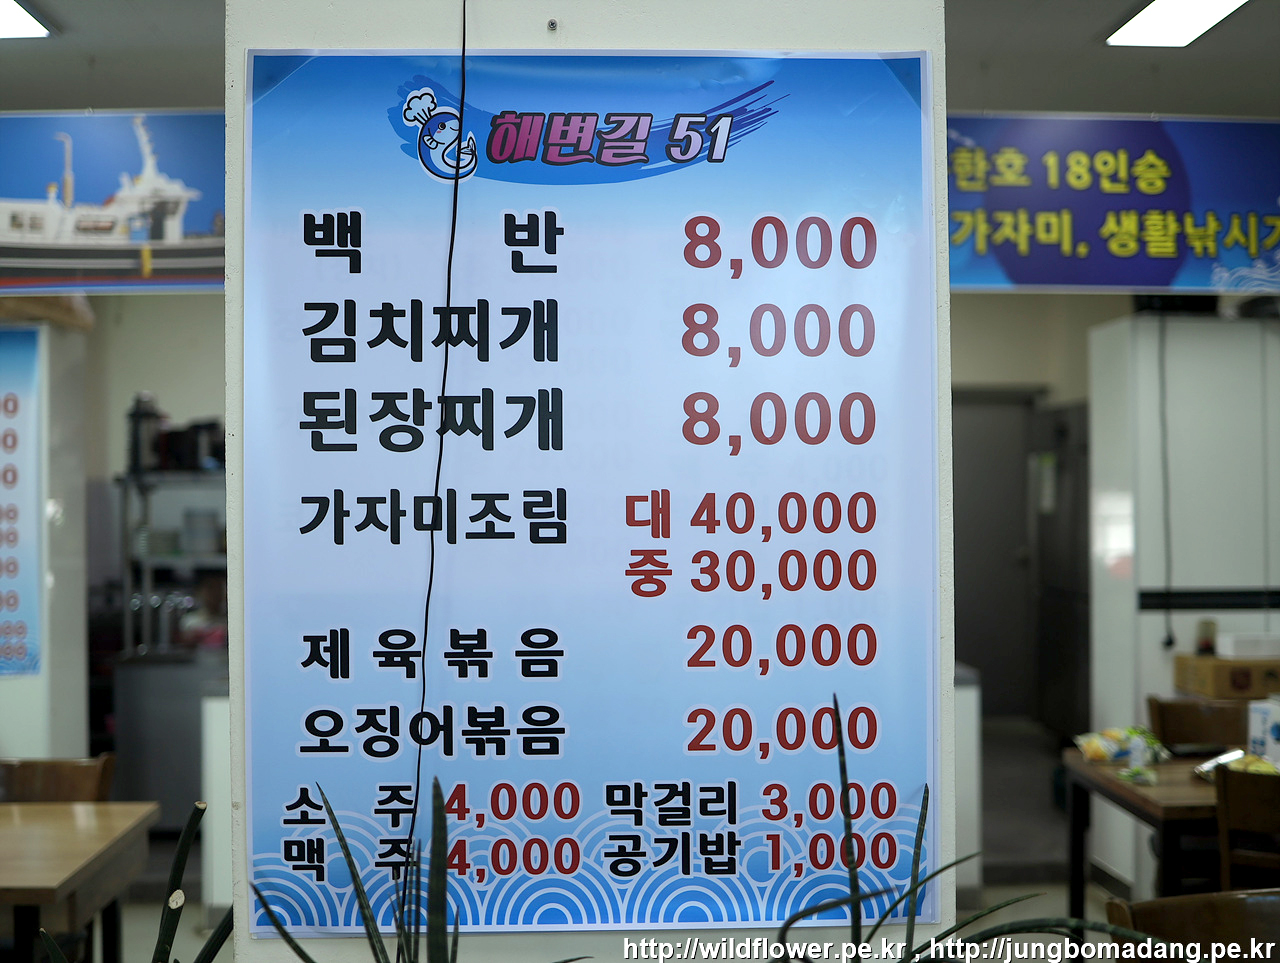 해변길 51
백 반 8,000
김치찌개 8,000
된장찌개 8,000
가자미조림 대 40,000
중 30,000
제육볶음 20,000
오징어볶음 20,000
소 주 4,000 막걸리 3,000
맥 주 4,000 공기밥 1,000
한호 18인승
가자미, 생활낚시
http://wildflower.pe.kr , http://jungbomadang.pe.kr